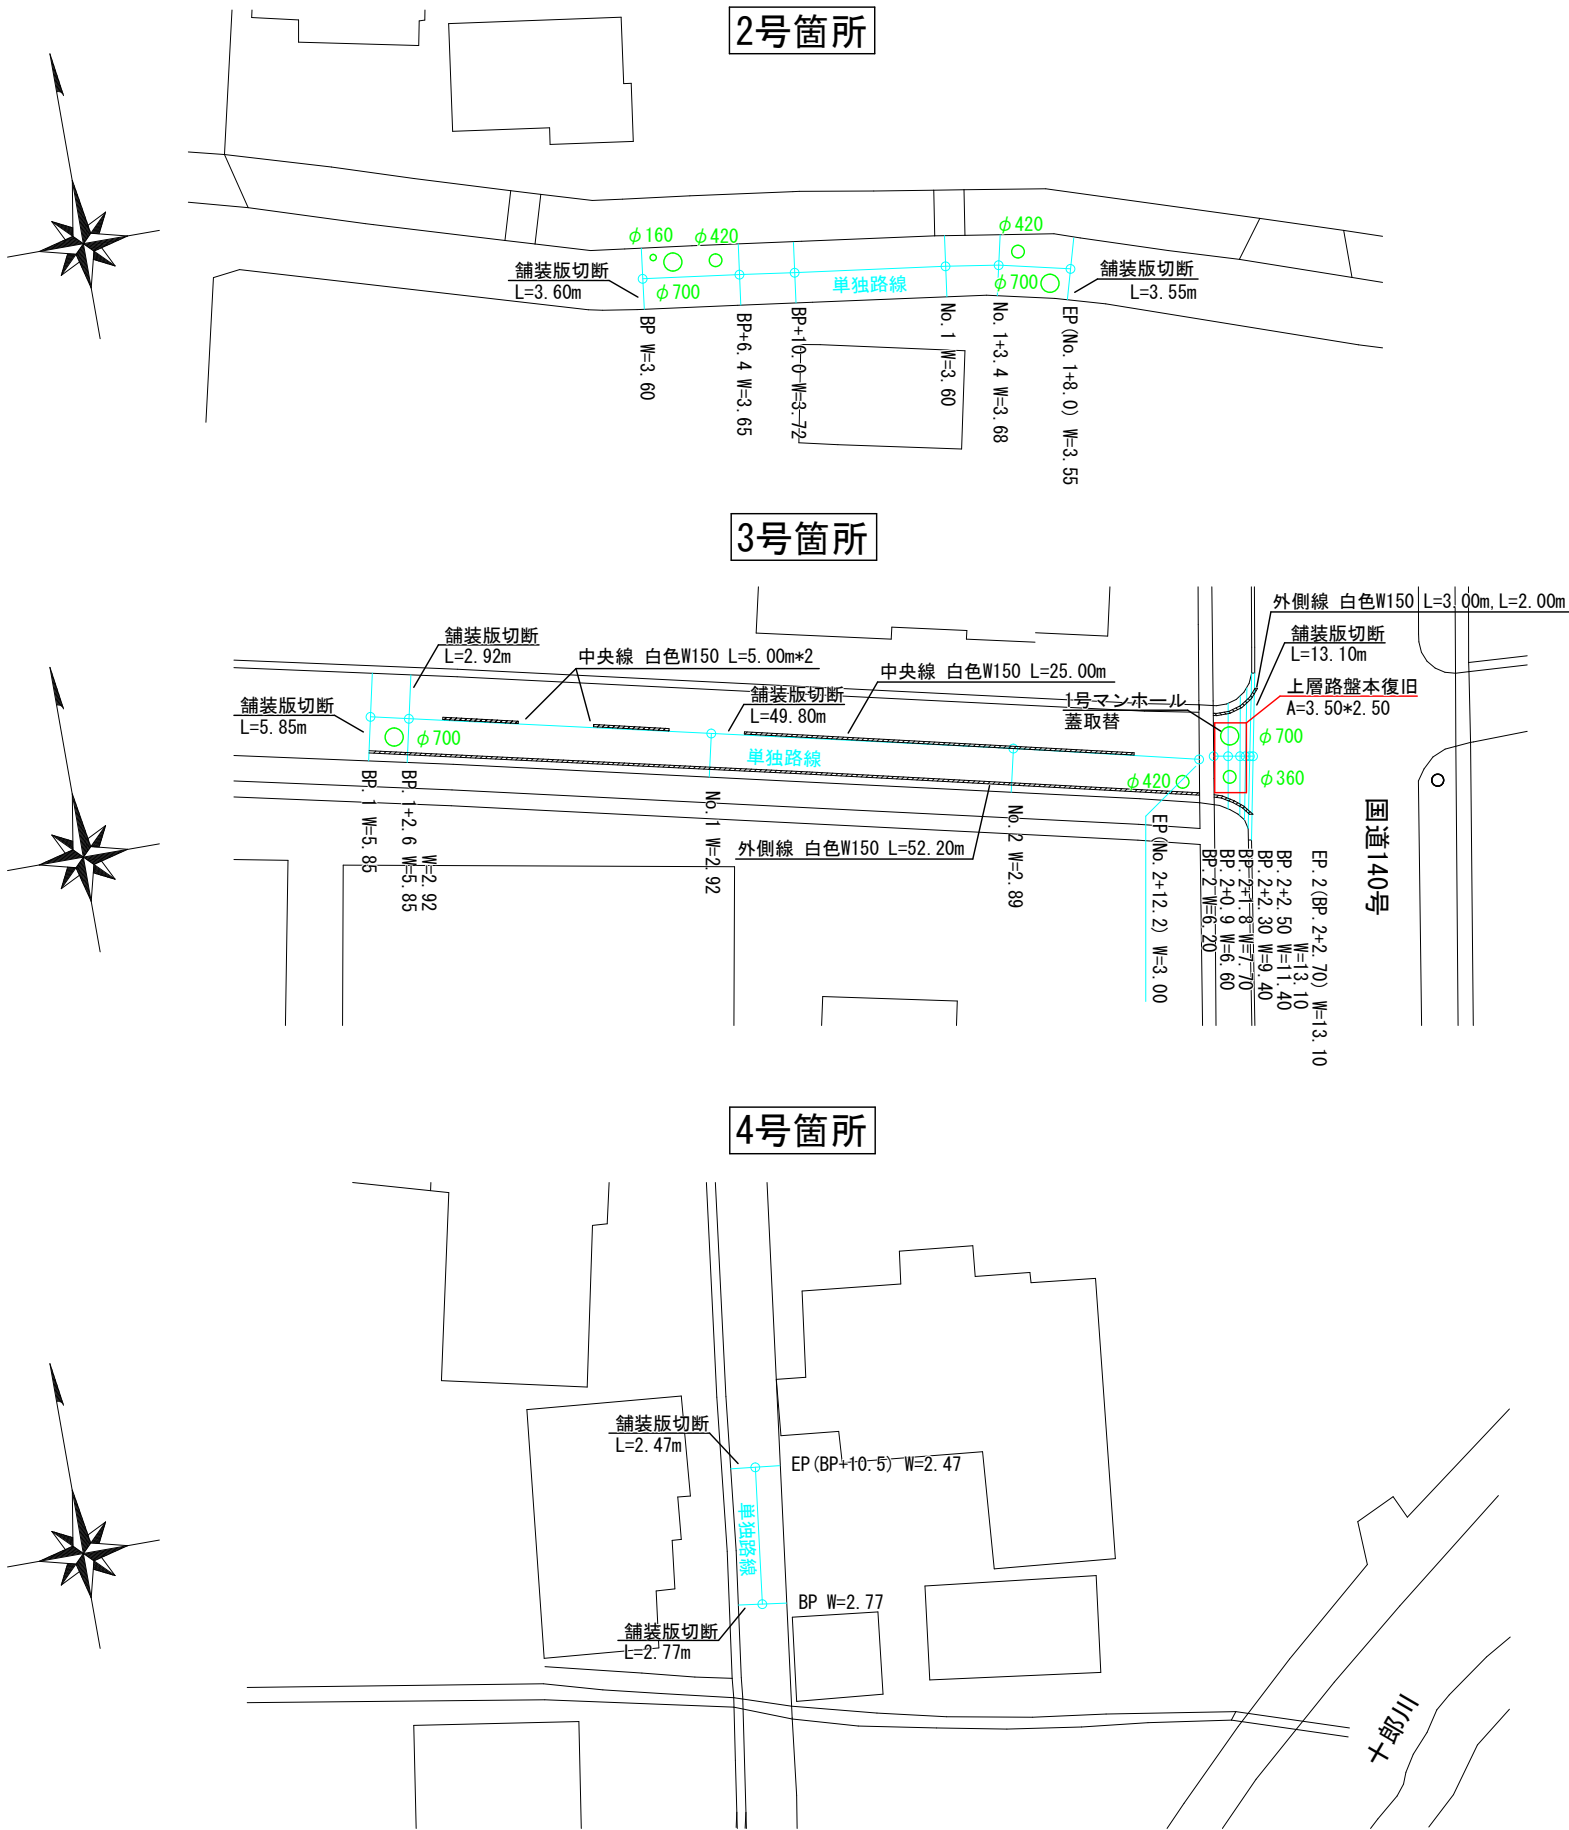 2号箇所
φ160
φ420
φ420
舗装版切断
L=3.60m
φ700
単独路線
φ700
舗装版切断
L=3.55m
BP W=3.60
BP+6.4 W=3.65
BP+10.0 W=3.72
No.1 W=3.60
No.1+3.4 W=3.68
EP(No.1+8.0) W=3.55
3号箇所
外側線 白色W150 L=3.00m,L=2.00m
舗装版切断
L=2.92m
中央線 白色W150 L=5.00m*2
中央線 白色W150 L=25.00m
舗装版切断
L=13.10m
舗装版切断
L=5.85m
舗装版切断
L=49.80m
1号マンホール
蓋取替
上層路盤本復旧
A=3.50*2.50
φ700
単独路線
φ700
φ420
φ360
外側線 白色W150 L=52.20m
BP.1 W=5.85
BP.1+2.6 W=5.85
W=2.92
No.1 W=2.92
No.2 W=2.89
EP(No.2+12.2) W=3.00
BP.2 W=6.20
BP.2+0.9 W=6.60
BP.2+1.8 W=7.70
BP.2+2.30 W=9.40
BP.2+2.50 W=11.40
W=13.10
EP.2(BP.2+2.70) W=13.10
国道140号
4号箇所
舗装版切断
L=2.47m
EP(BP+10.5) W=2.47
単独路線
BP W=2.77
舗装版切断
L=2.77m
十郎川